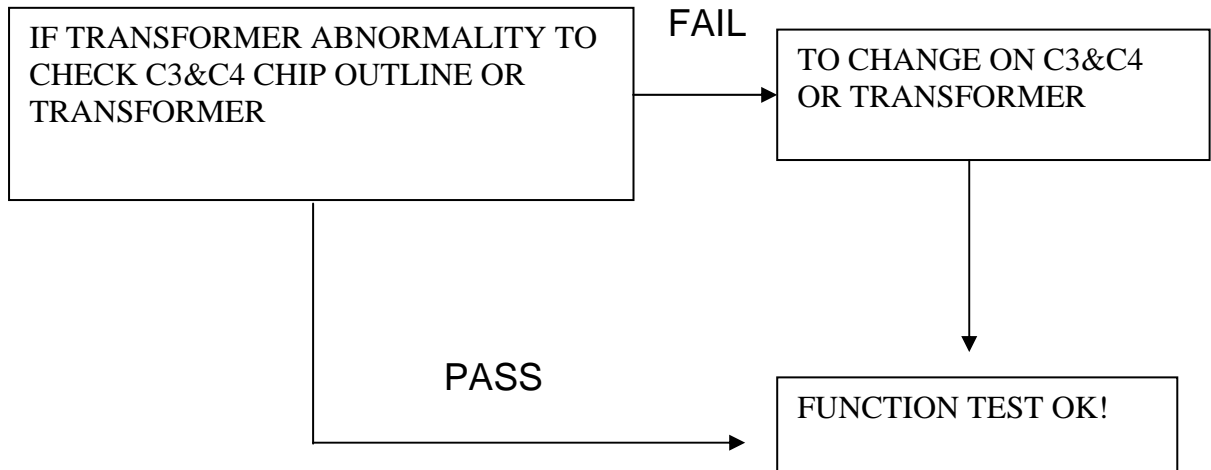 IF TRANSFORMER ABNORMALITY TO
CHECK C3&C4 CHIP OUTLINE OR
TRANSFORMER
FAIL
TO CHANGE ON C3&C4
OR TRANSFORMER
PASS
FUNCTION TEST OK!